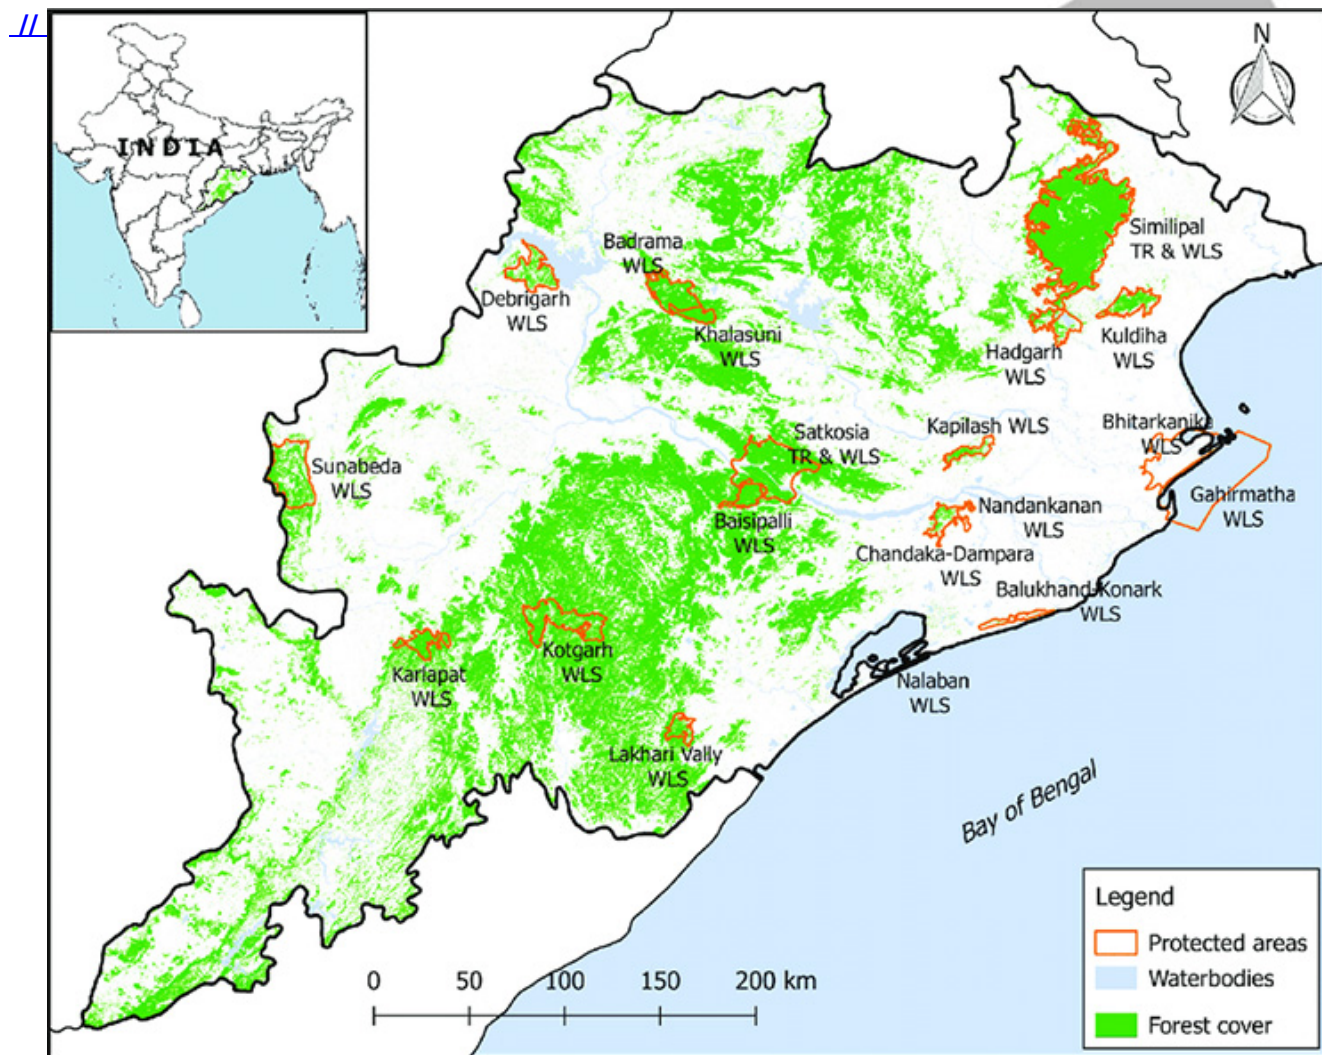 //
INDIA
N
Similipal
TR & WLS
Badrama
WLS
Debrigarh
WLS
Khalasuni
WLS
Hadgarh
WLS
Kuldiha
WLS
Bhitarkanika
WLS
Kapilash WLS
Satkosia
TR & WLS
Sunabeda
WLS
Gahirmatha
WLS
Nandankanan
WLS
Baisipalli
WLS
Chandaka-Dampara
WLS
Balukhand-Konark
WLS
Kotgarh
WLS
Karlapat
WLS
Nalaban
WLS
Lakhari Vally
WLS
Bay of Bengal
Legend
Protected areas
Waterbodies
Forest cover
0 50 100 150 200 km